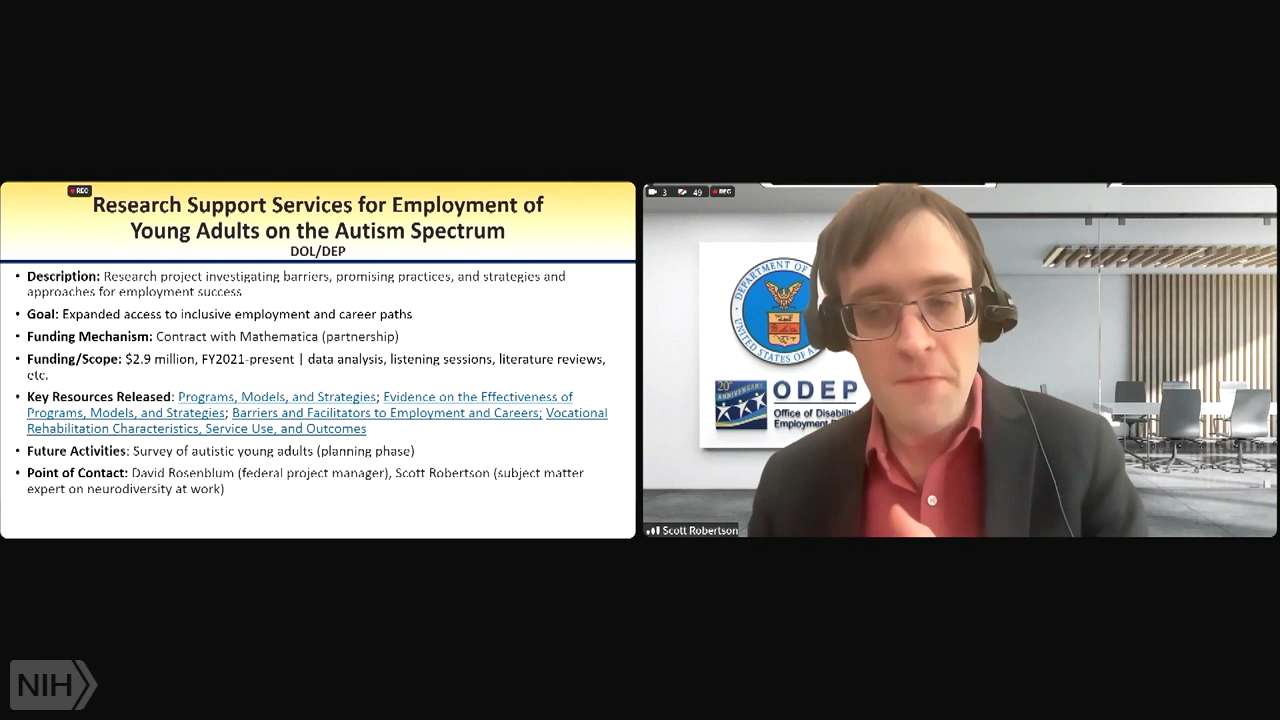 REC
Research Support Services for Employment of
Young Adults on the Autism Spectrum
DOL/DEP
• Description: Research project investigating barriers, promising practices, and strategies and
approaches for employment success
• Goal: Expanded access to inclusive employment and career paths
• Funding Mechanism: Contract with Mathematica (partnership)
• Funding/Scope: $2.9 million, FY2021-present | data analysis, listening sessions, literature reviews,
etc.
• Key Resources Released: Programs, Models, and Strategies; Evidence on the Effectiveness of
Programs, Models, and Strategies; Barriers and Facilitators to Employment and Careers; Vocational
Rehabilitation Characteristics, Service Use, and Outcomes
• Future Activities: Survey of autistic young adults (planning phase)
• Point of Contact: David Rosenblum (federal project manager), Scott Robertson (subject matter
expert on neurodiversity at work)
3 49 REC
DEPARTMENT OF
UNITED STATES OF
20th
ANNIVERSARY
ODEP
Office of Disability
Employment
Scott Robertson
NIH